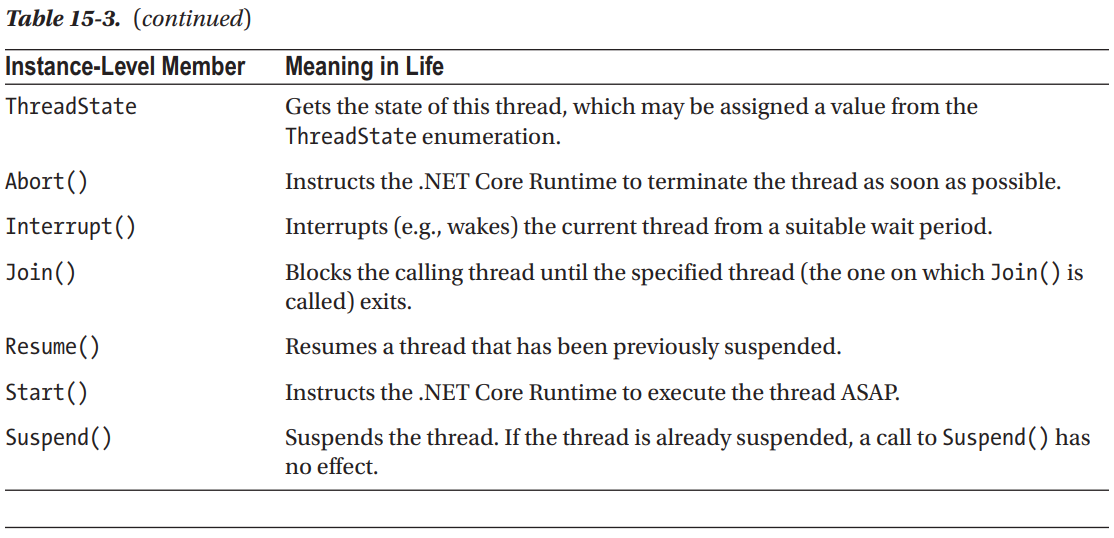 Table 15-3. (continued)
Instance-Level Member Meaning in Life
ThreadState Gets the state of this thread, which may be assigned a value from the
ThreadState enumeration.
Abort() Instructs the .NET Core Runtime to terminate the thread as soon as possible.
Interrupt() Interrupts (e.g., wakes) the current thread from a suitable wait period.
Join() Blocks the calling thread until the specified thread (the one on which Join() is
called) exits.
Resume() Resumes a thread that has been previously suspended.
Start() Instructs the .NET Core Runtime to execute the thread ASAP.
Suspend() Suspends the thread. If the thread is already suspended, a call to Suspend() has
no effect.